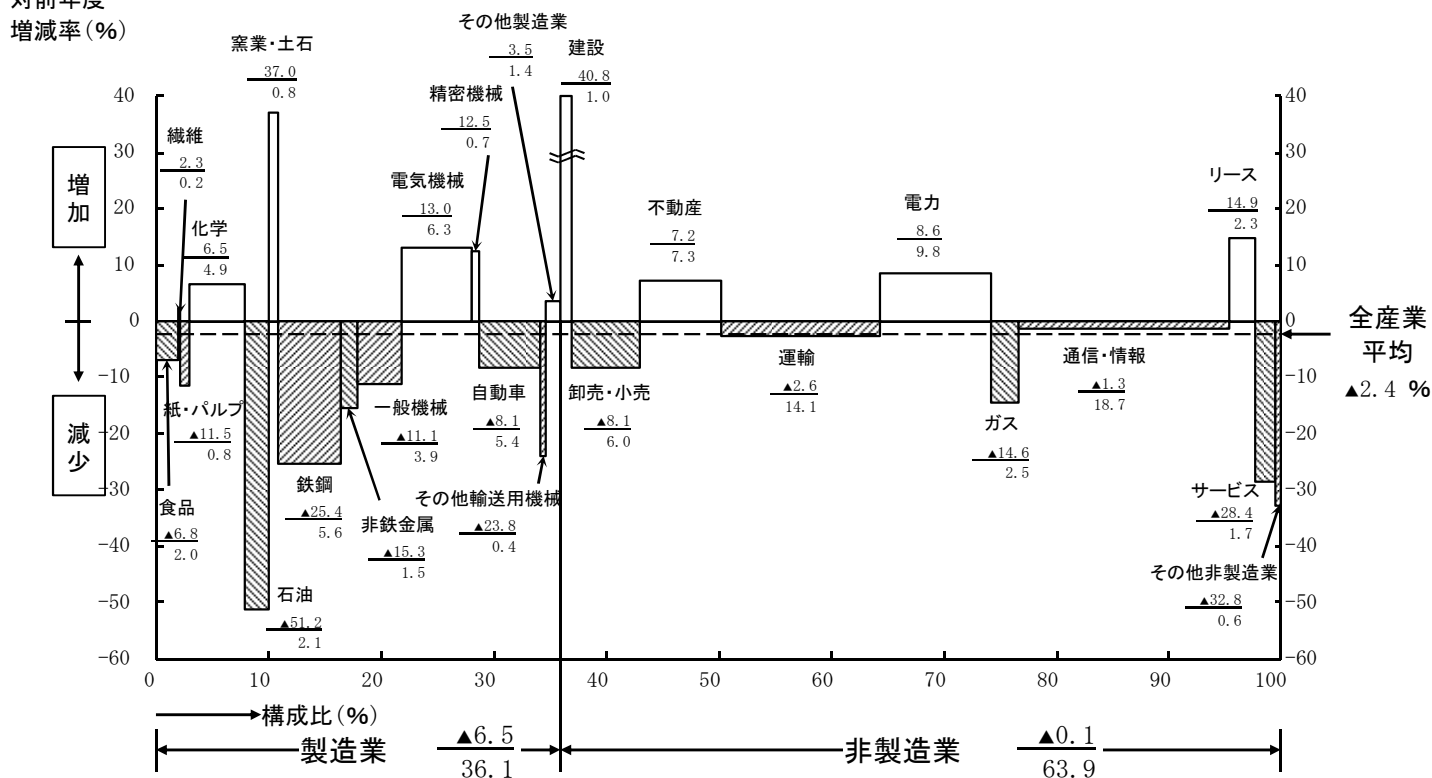 対前年度
増減率(%)
その他製造業
3.5
1.4
窯業・土石
37.0
0.8
建設
40.8
1.0
精密機械
12.5
0.7
40
40
繊維
2.3
0.2
30
30
増加
電気機械
13.0
6.3
リース
14.9
2.3
不動産
7.2
7.3
電力
8.6
9.8
20
20
化学
6.5
4.9
10
10
0
0
全産業
平均
▲2.4 %
運輸
▲2.6
14.1
通信・情報
▲1.3
18.7
-10
-10
減少
紙・パルプ
▲11.5
0.8
一般機械
▲11.1
3.9
自動車
▲8.1
5.4
卸売・小売
▲8.1
6.0
ガス
▲14.6
2.5
-20
-20
鉄鋼
▲25.4
5.6
その他輸送用機械
▲23.8
0.4
サービス
▲28.4
1.7
-30
-30
食品
▲6.8
2.0
非鉄金属
▲15.3
1.5
-40
-40
その他非製造業
▲32.8
0.6
石油
▲51.2
2.1
-50
-50
-60
-60
0 10 20 30 40 50 60 70 80 90 100
構成比(%)
製造業
▲6.5
36.1
非製造業
▲0.1
63.9